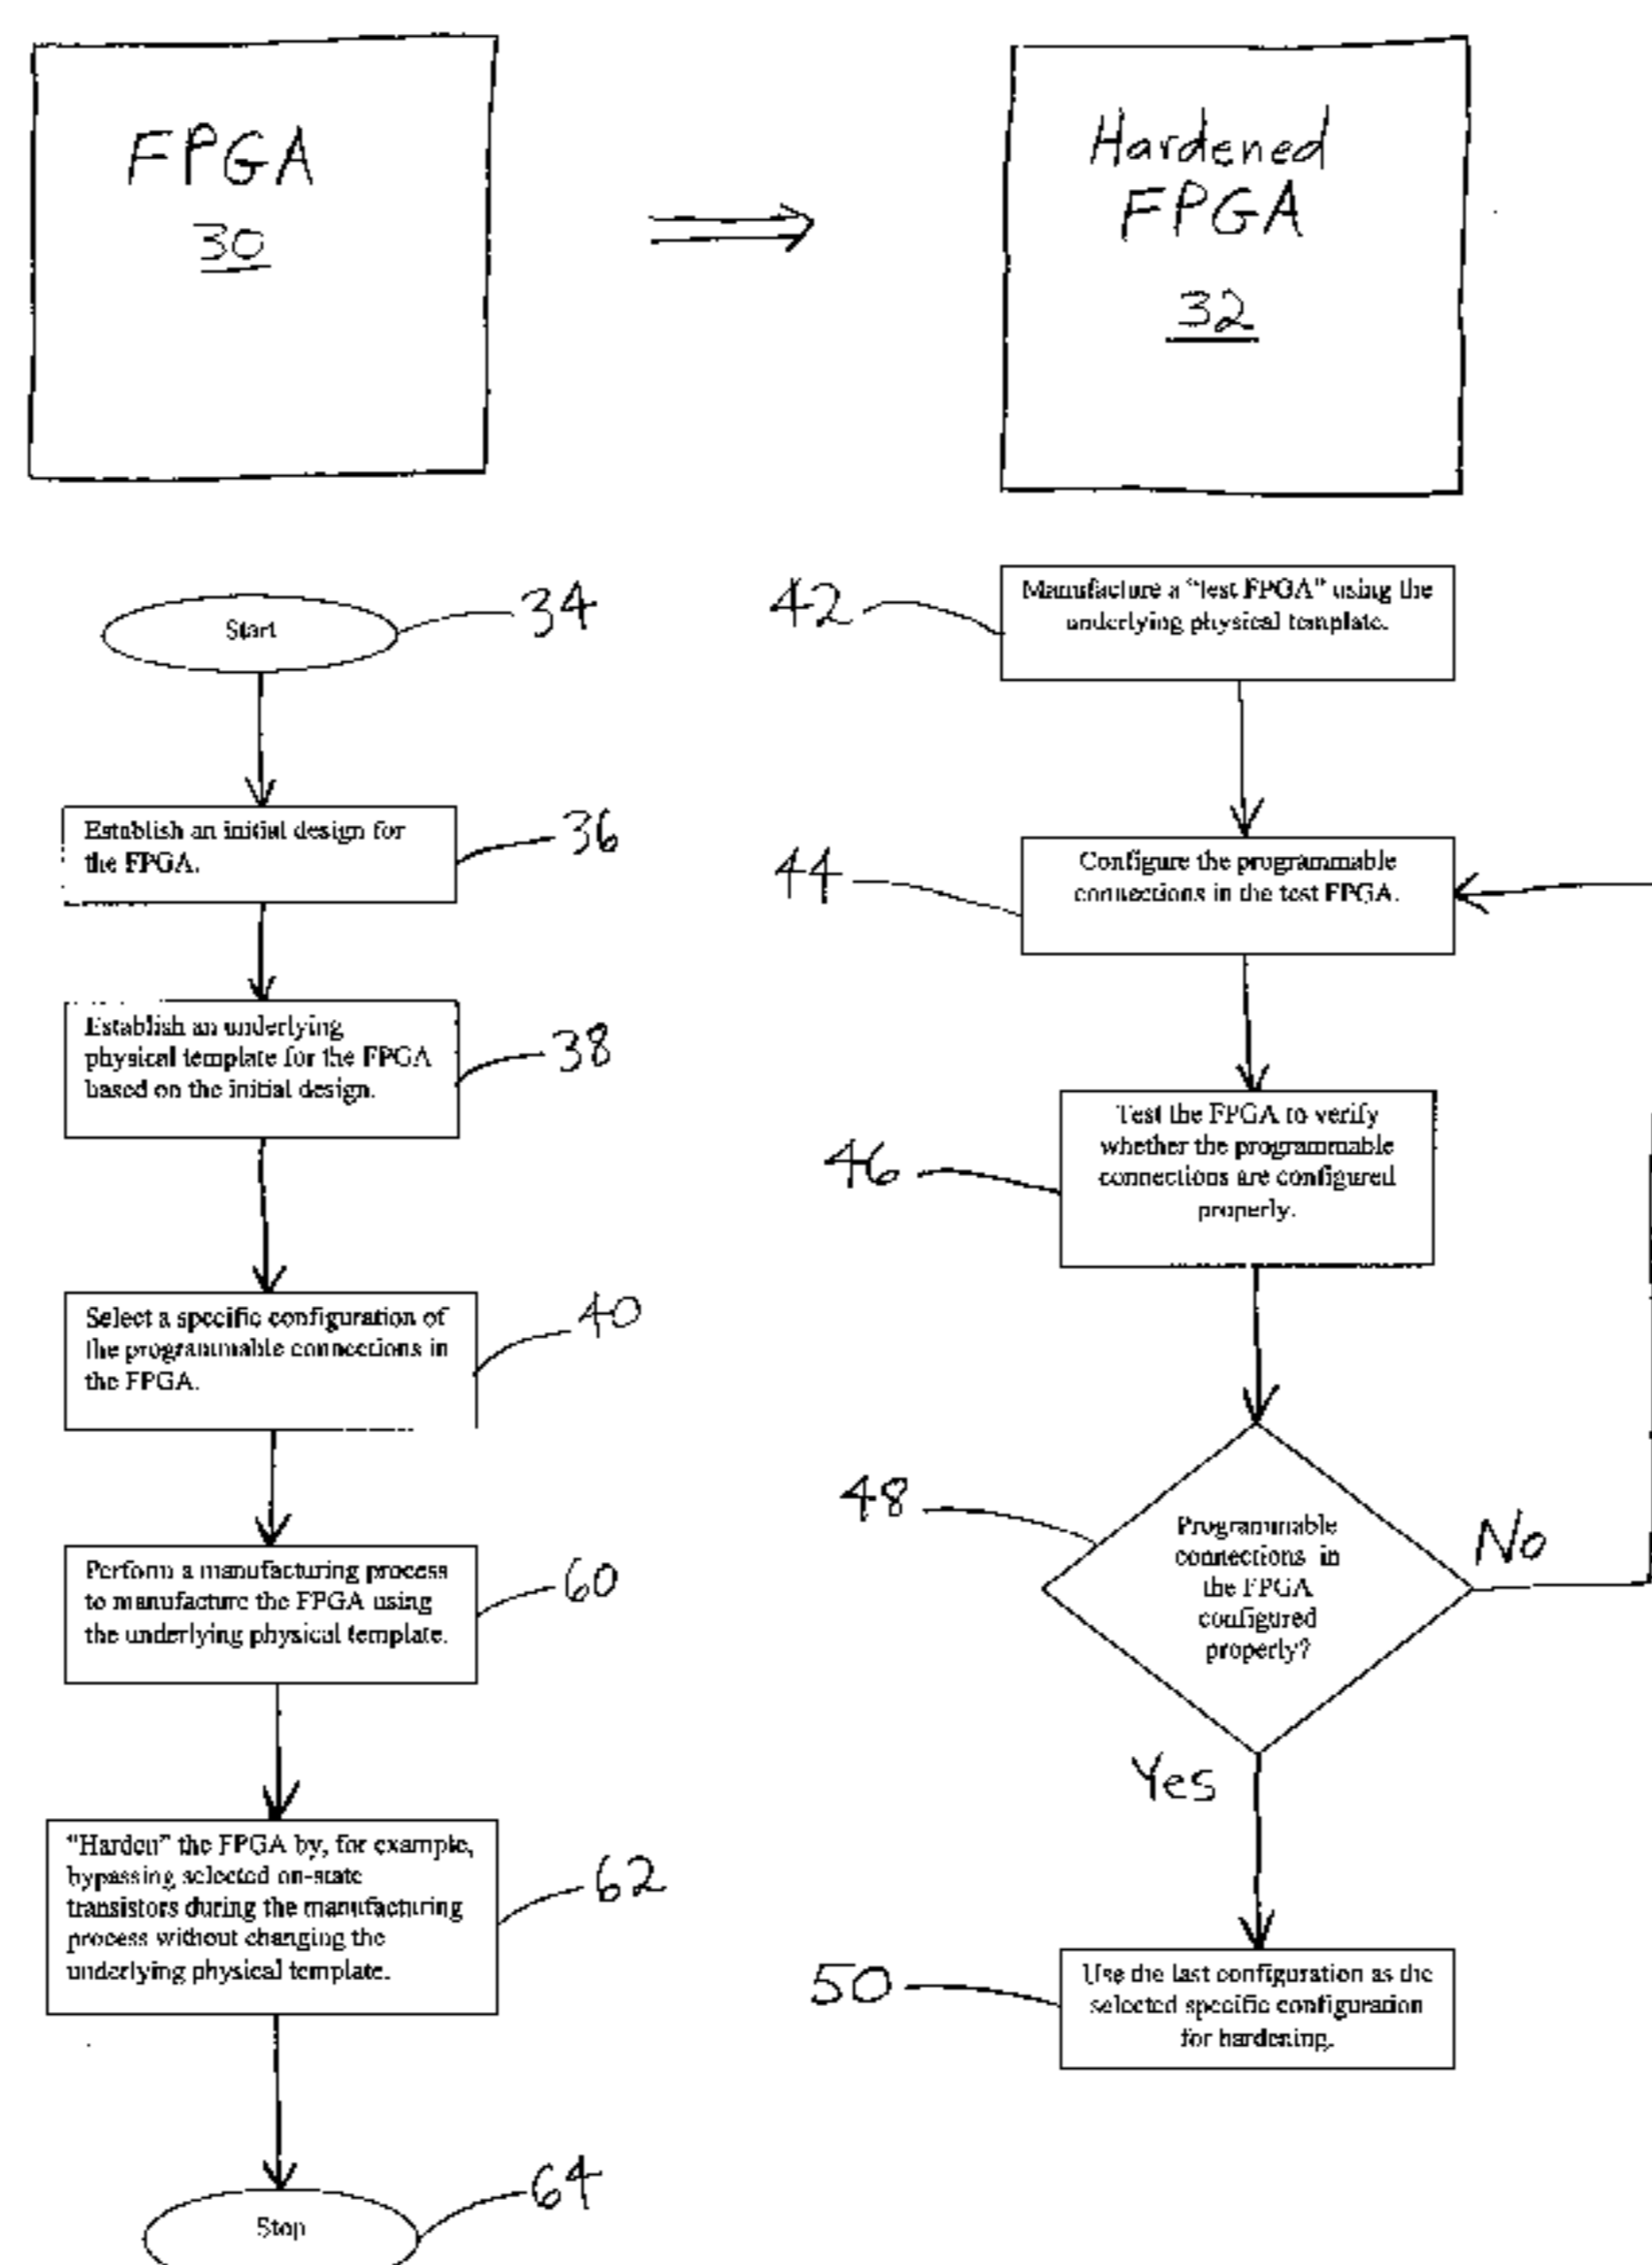 FPGA
30
Hardened
FPGA
32
Start
34
Establish an initial design for
the FPGA.
36
Establish an underlying
physical template for the FPGA
based on the initial design.
38
Select a specific configuration of
the programmable connections in
the FPGA.
40
Perform a manufacturing process
to manufacture the FPGA using
the underlying physical template.
60
"Harden" the FPGA by, for example,
bypassing selected on-state
transistors during the manufacturing
process without changing the
underlying physical template.
62
Stop
64
42
Manufacture a "test FPGA" using the
underlying physical template.
44
Configure the programmable
connections in the test FPGA.
46
Test the FPGA to verify
whether the programmable
connections are configured
properly.
48
Programmable
connections in
the FPGA
configured
properly?
No
Yes
50
Use the last configuration as the
selected specific configuration
for hardening.